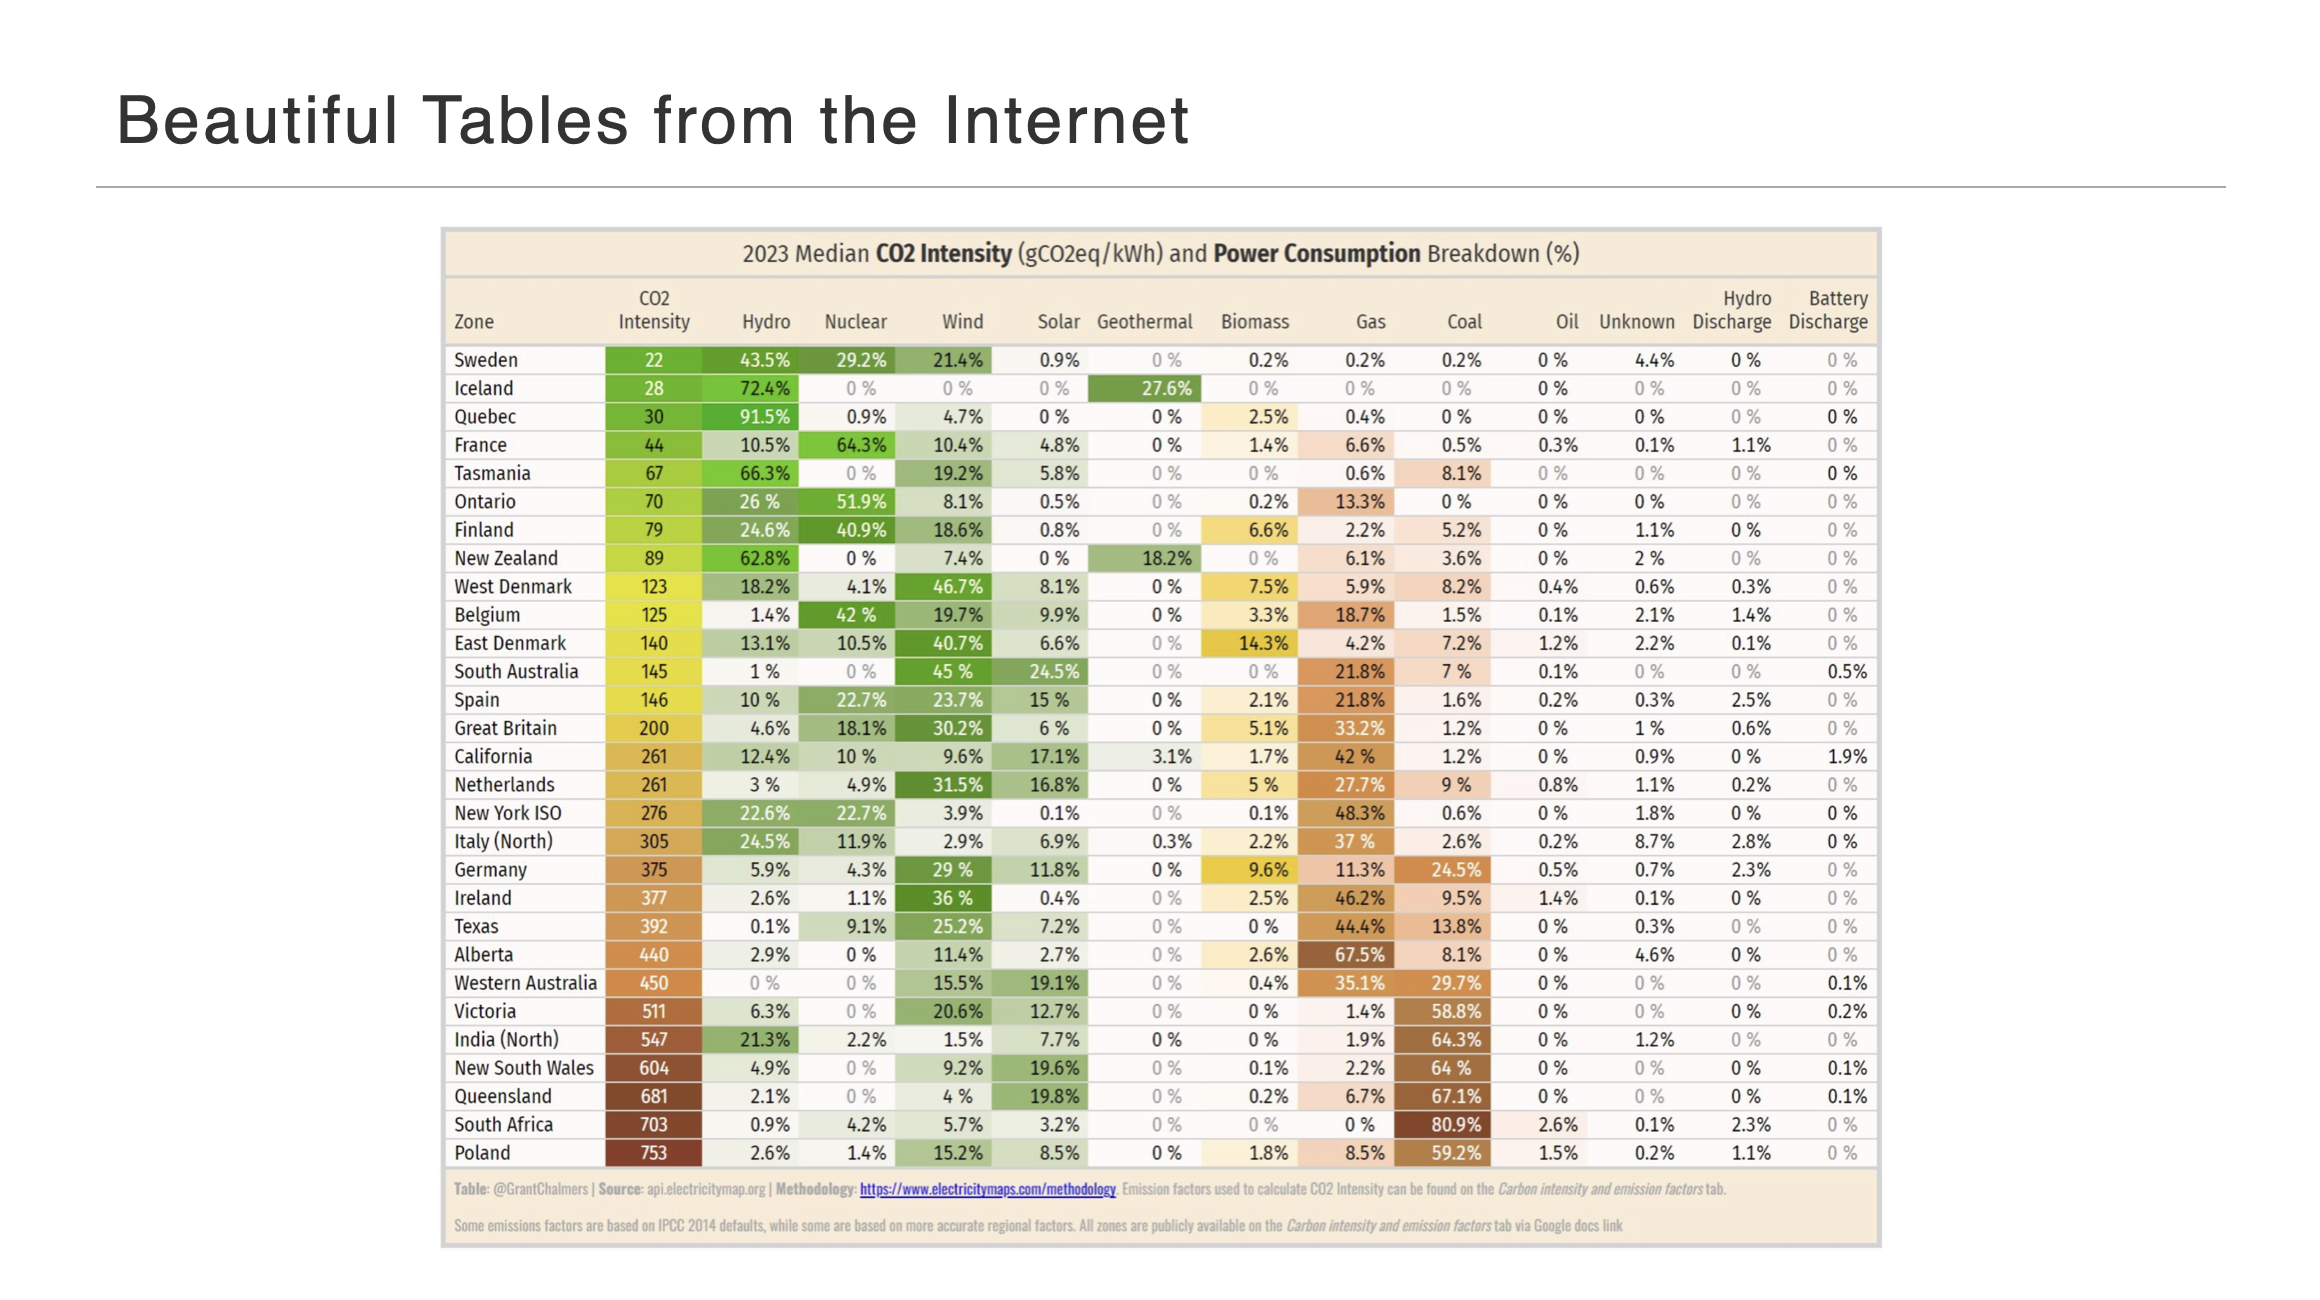 Beautiful Tables from the Internet
2023 Median CO2 Intensity (gCO2eq/kWh) and Power Consumption Breakdown (%)
Zone CO2 Intensity Hydro Nuclear Wind Solar Geothermal Biomass Gas Coal Oil Unknown Hydro Discharge Battery Discharge
Sweden 22 43.5% 29.2% 21.4% 0.9% 0 % 0.2% 0.2% 0.2% 0 % 4.4% 0 % 0 %
Iceland 28 72.4% 0 % 0 % 0 % 27.6% 0 % 0 % 0 % 0 % 0 % 0 % 0 %
Quebec 30 91.5% 0.9% 4.7% 0 % 0 % 2.5% 0.4% 0 % 0 % 0 % 0 % 0 %
France 44 10.5% 64.3% 10.4% 4.8% 0 % 1.4% 6.6% 0.5% 0.3% 0.1% 1.1% 0 %
Tasmania 67 66.3% 0 % 19.2% 5.8% 0 % 0 % 0.6% 8.1% 0 % 0 % 0 % 0 %
Ontario 70 26 % 51.9% 8.1% 0.5% 0 % 0.2% 13.3% 0 % 0 % 0 % 0 % 0 %
Finland 79 24.6% 40.9% 18.6% 0.8% 0 % 6.6% 2.2% 5.2% 0 % 1.1% 0 % 0 %
New Zealand 89 62.8% 0 % 7.4% 0 % 18.2% 0 % 6.1% 3.6% 0 % 2 % 0 % 0 %
West Denmark 123 18.2% 4.1% 46.7% 8.1% 0 % 7.5% 5.9% 8.2% 0.4% 0.6% 0.3% 0 %
Belgium 125 1.4% 42 % 19.7% 9.9% 0 % 3.3% 18.7% 1.5% 0.1% 2.1% 1.4% 0 %
East Denmark 140 13.1% 10.5% 40.7% 6.6% 0 % 14.3% 4.2% 7.2% 1.2% 2.2% 0.1% 0 %
South Australia 145 1 % 0 % 45 % 24.5% 0 % 0 % 21.8% 7 % 0.1% 0 % 0 % 0.5%
Spain 146 10 % 22.7% 23.7% 15 % 0 % 2.1% 21.8% 1.6% 0.2% 0.3% 2.5% 0 %
Great Britain 200 4.6% 18.1% 30.2% 6 % 0 % 5.1% 33.2% 1.2% 0 % 1 % 0.6% 0 %
California 261 12.4% 10 % 9.6% 17.1% 3.1% 1.7% 42 % 1.2% 0 % 0.9% 0 % 1.9%
Netherlands 261 3 % 4.9% 31.5% 16.8% 0 % 5 % 27.7% 9 % 0.8% 1.1% 0.2% 0 %
New York ISO 276 22.6% 22.7% 3.9% 0.1% 0 % 0.1% 48.3% 0.6% 0 % 1.8% 0 % 0 %
Italy (North) 305 24.5% 11.9% 2.9% 6.9% 0.3% 2.2% 37 % 2.6% 0.2% 8.7% 2.8% 0 %
Germany 375 5.9% 4.3% 29 % 11.8% 0 % 9.6% 11.3% 24.5% 0.5% 0.7% 2.3% 0 %
Ireland 377 2.6% 1.1% 36 % 0.4% 0 % 2.5% 46.2% 9.5% 1.4% 0.1% 0 % 0 %
Texas 392 0.1% 9.1% 25.2% 7.2% 0 % 0 % 44.4% 13.8% 0 % 0.3% 0 % 0 %
Alberta 440 2.9% 0 % 11.4% 2.7% 0 % 2.6% 67.5% 8.1% 0 % 4.6% 0 % 0 %
Western Australia 450 0 % 0 % 15.5% 19.1% 0 % 0.4% 35.1% 29.7% 0 % 0 % 0 % 0.1%
Victoria 511 6.3% 0 % 20.6% 12.7% 0 % 0 % 1.4% 58.8% 0 % 0 % 0 % 0.2%
India (North) 547 21.3% 2.2% 1.5% 7.7% 0 % 0 % 1.9% 64.3% 0 % 1.2% 0 % 0 %
New South Wales 604 4.9% 0 % 9.2% 19.6% 0 % 0.1% 2.2% 64 % 0 % 0 % 0 % 0.1%
Queensland 681 2.1% 0 % 4 % 19.8% 0 % 0.2% 6.7% 67.1% 0 % 0 % 0 % 0.1%
South Africa 703 0.9% 4.2% 5.7% 3.2% 0 % 0 % 0 % 80.9% 2.6% 0.1% 2.3% 0 %
Poland 753 2.6% 1.4% 15.2% 8.5% 0 % 1.8% 8.5% 59.2% 1.5% 0.2% 1.1% 0 %
Table: @GrantChalmers | Source: api.electricitymap.org | Methodology: https://www.electricitymaps.com/methodology. Emission factors used to calculate CO2 Intensity can be found on the Carbon intensity and emission factors tab.
Some emissions factors are based on IPCC 2014 defaults, while some are based on more accurate regional factors. All zones are publicly available on the Carbon intensity and emission factors tab via Google docs link